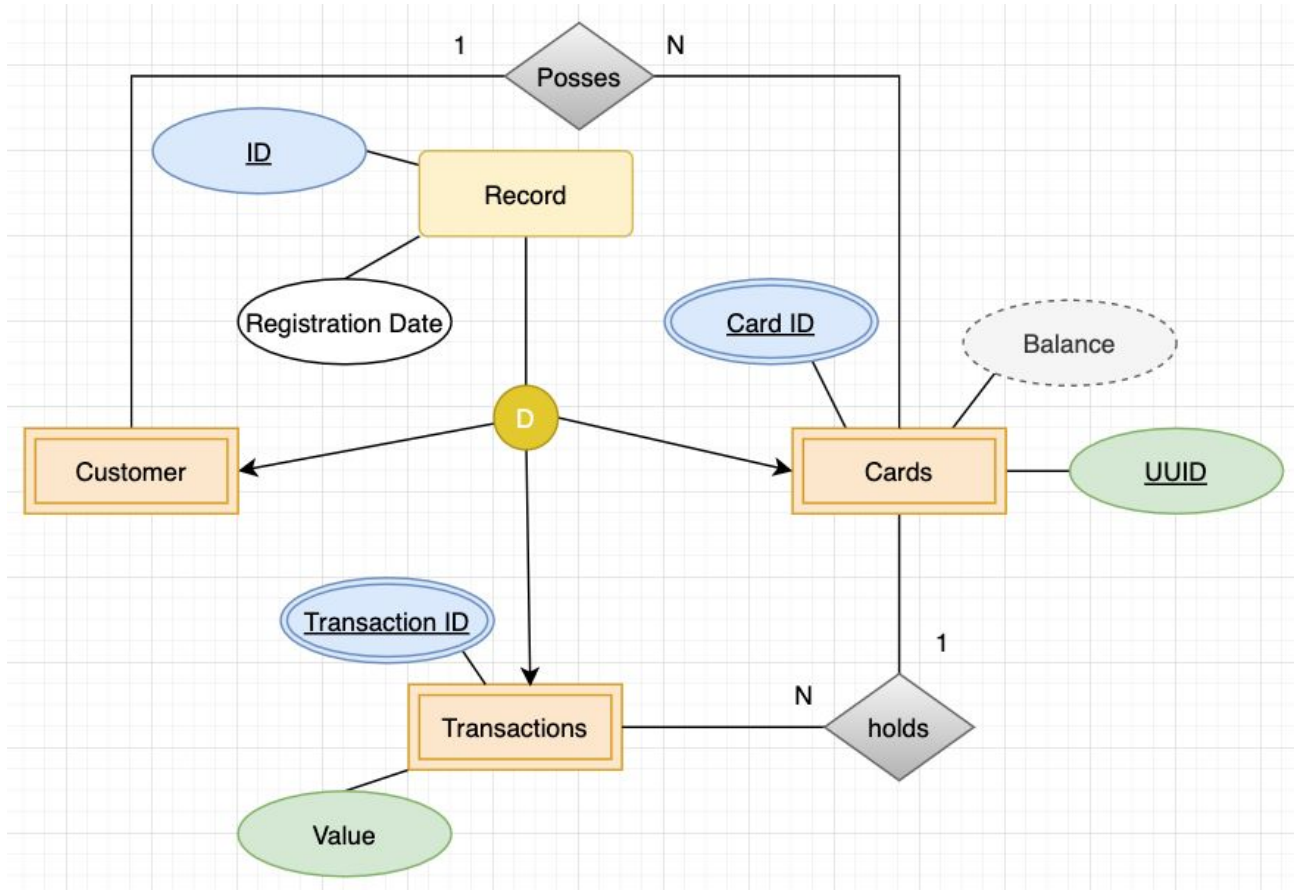 1
N
Posses
ID
Record
Registration Date
Card ID
Balance
D
Customer
Cards
UUID
Transaction ID
1
N
Transactions
holds
Value